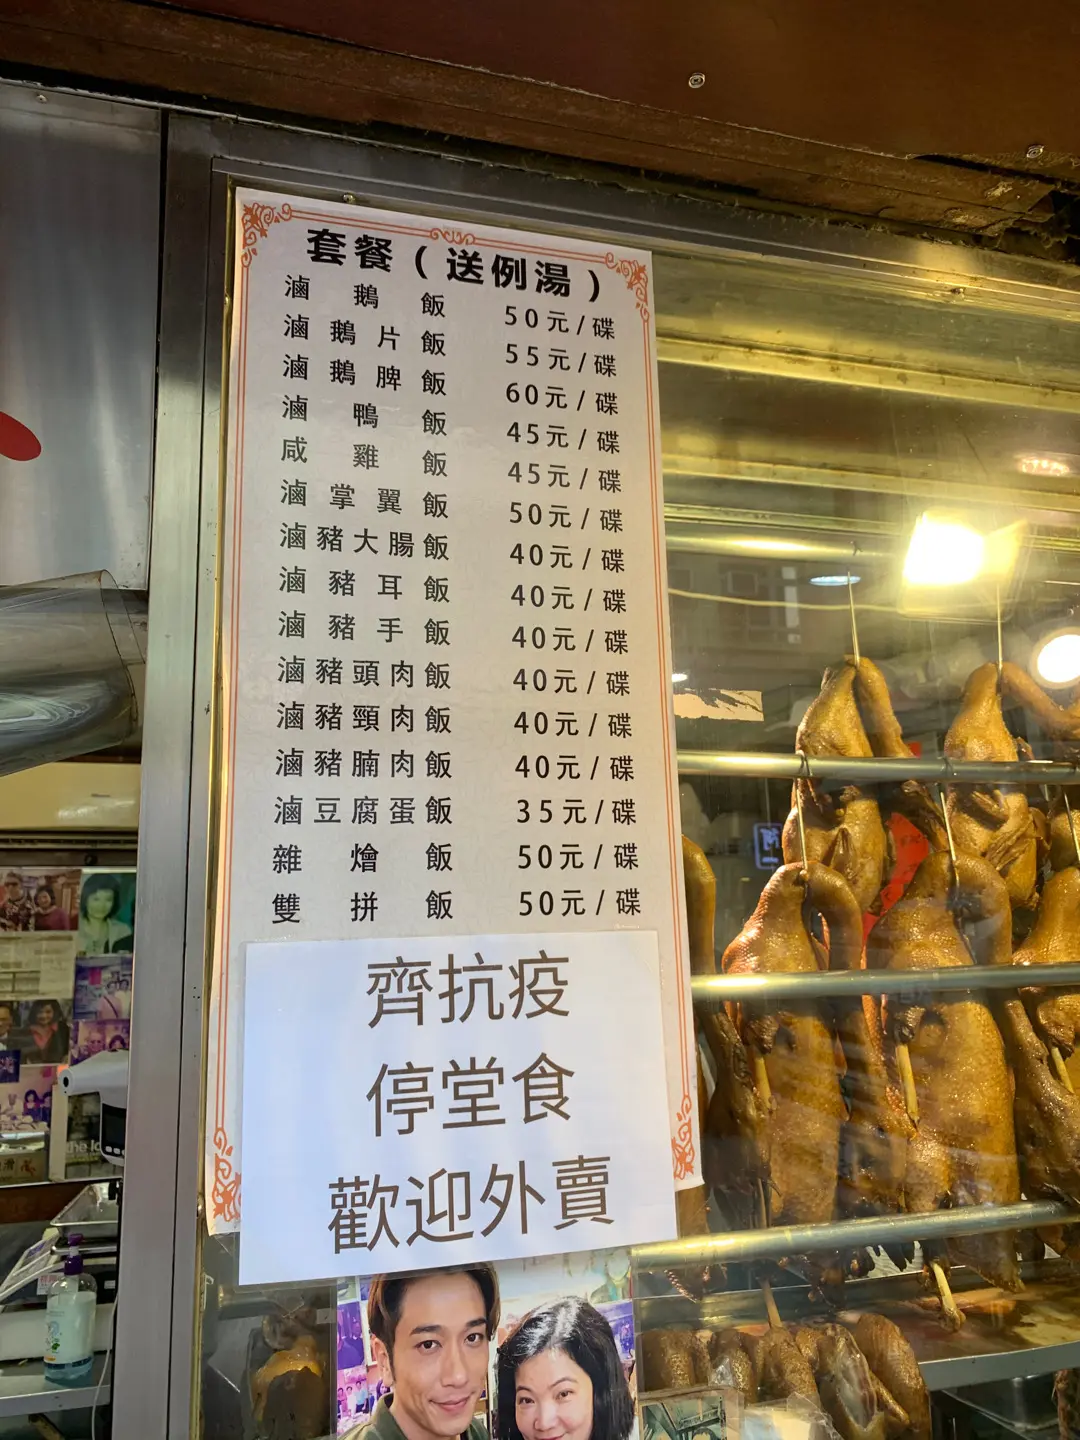 套餐（送例湯）
滷鵝飯 50元/碟
滷鵝片飯 55元/碟
滷鵝脾飯 60元/碟
滷鴨飯 45元/碟
咸雞飯 45元/碟
滷掌翼飯 50元/碟
滷豬大腸飯 40元/碟
滷豬耳飯 40元/碟
滷豬手飯 40元/碟
滷豬頭肉飯 40元/碟
滷豬頸肉飯 40元/碟
滷豬腩肉飯 40元/碟
滷豆腐蛋飯 35元/碟
雜燴飯 50元/碟
雙拼飯 50元/碟
齊抗疫
停堂食
歡迎外賣